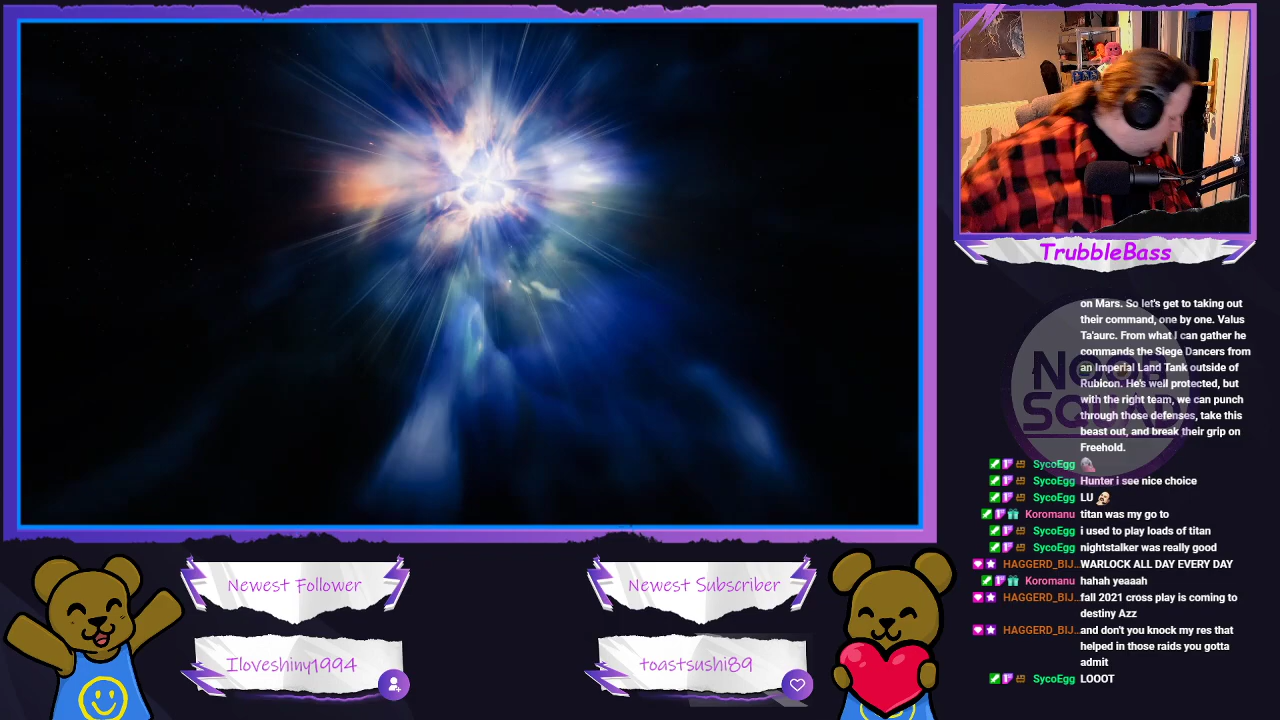 TrubbleBass
on Mars. So let's get to taking out
their command, one by one. Valus
Ta'aurc. From what I can gather he
commands the Siege Dancers from
an Imperial Land Tank outside of
Rubicon. He's well protected, but
with the right team, we can punch
through those defenses, take this
beast out, and break their grip on
Freehold.
NOOB
SQUAD
SycoEgg
SycoEgg Hunter i see nice choice
SycoEgg LU
Koromanu titan was my go to
SycoEgg i used to play loads of titan
SycoEgg nightstalker was really good
HAGGERD_BIJ... WARLOCK ALL DAY EVERY DAY
Koromanu hahah yeaaah
HAGGERD_BIJ... fall 2021 cross play is coming to
destiny Azz
HAGGERD_BIJ... and don't you knock my res that
helped in those raids you gotta
admit
SycoEgg LOOOT
Newest Follower
Iloveshiny1994
Newest Subscriber
toastsushi89